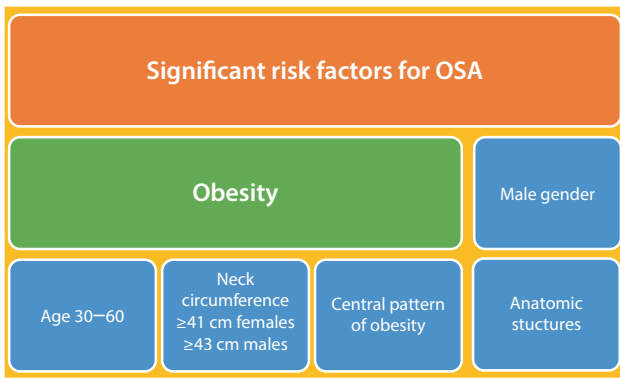 Significant risk factors for OSA
Obesity
Male gender
Age 30–60
Neck
circumference
≥41 cm females
≥43 cm males
Central pattern
of obesity
Anatomic
stuctures